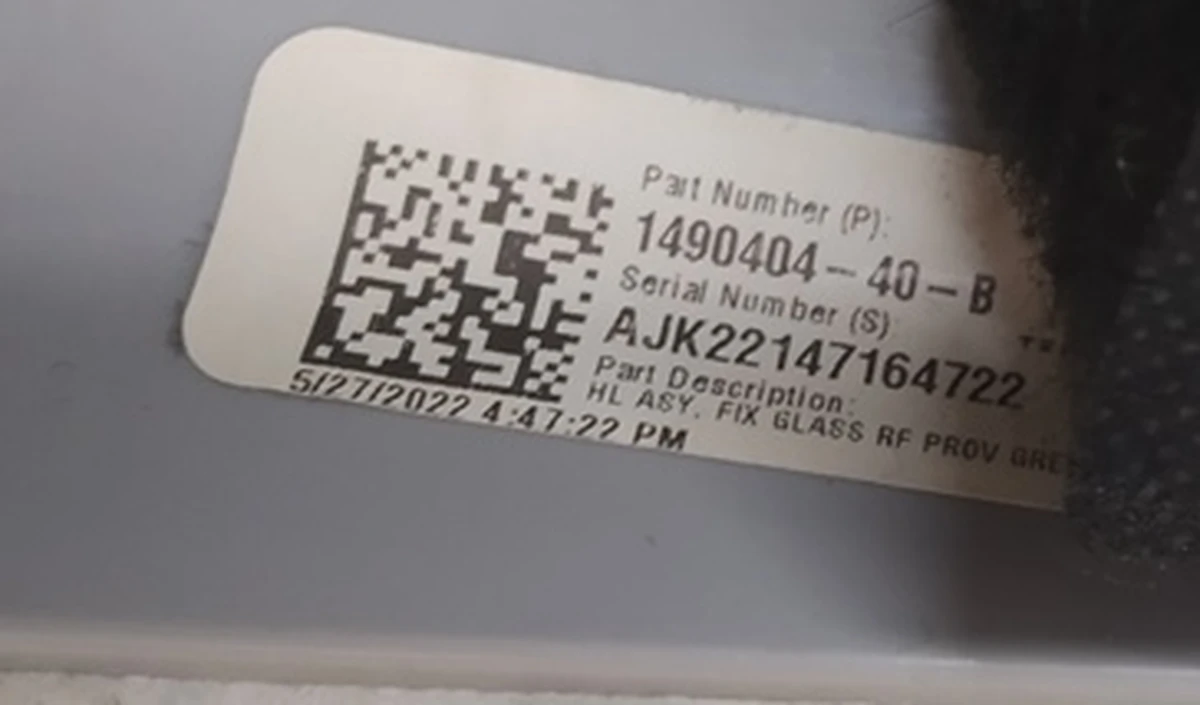 Part Number (P):
1490404-40-B
Serial Number (S):
AJK22147164722
Part Description:
HL ASY, FIX GLASS RF PROV GRE
5/27/2022 4:47:22 PM